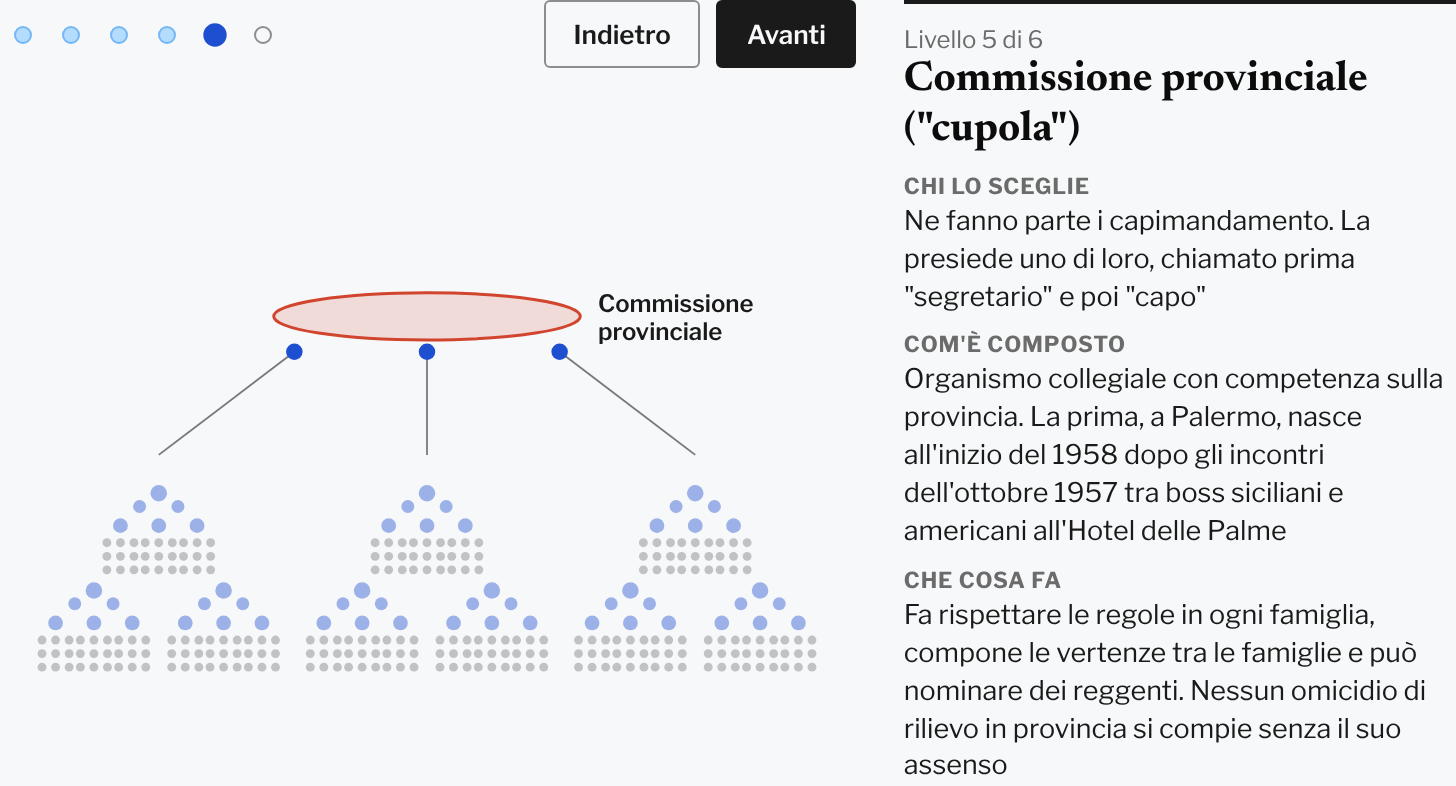 Indietro
Avanti
Commissione
provinciale
Livello 5 di 6
Commissione provinciale
("cupola")
CHI LO SCEGLIE
Ne fanno parte i capimandamento. La
presiede uno di loro, chiamato prima
"segretario" e poi "capo"
COM'È COMPOSTO
Organismo collegiale con competenza sulla
provincia. La prima, a Palermo, nasce
all'inizio del 1958 dopo gli incontri
dell'ottobre 1957 tra boss siciliani e
americani all'Hotel delle Palme
CHE COSA FA
Fa rispettare le regole in ogni famiglia,
compone le vertenze tra le famiglie e può
nominare dei reggenti. Nessun omicidio di
rilievo in provincia si compie senza il suo
assenso